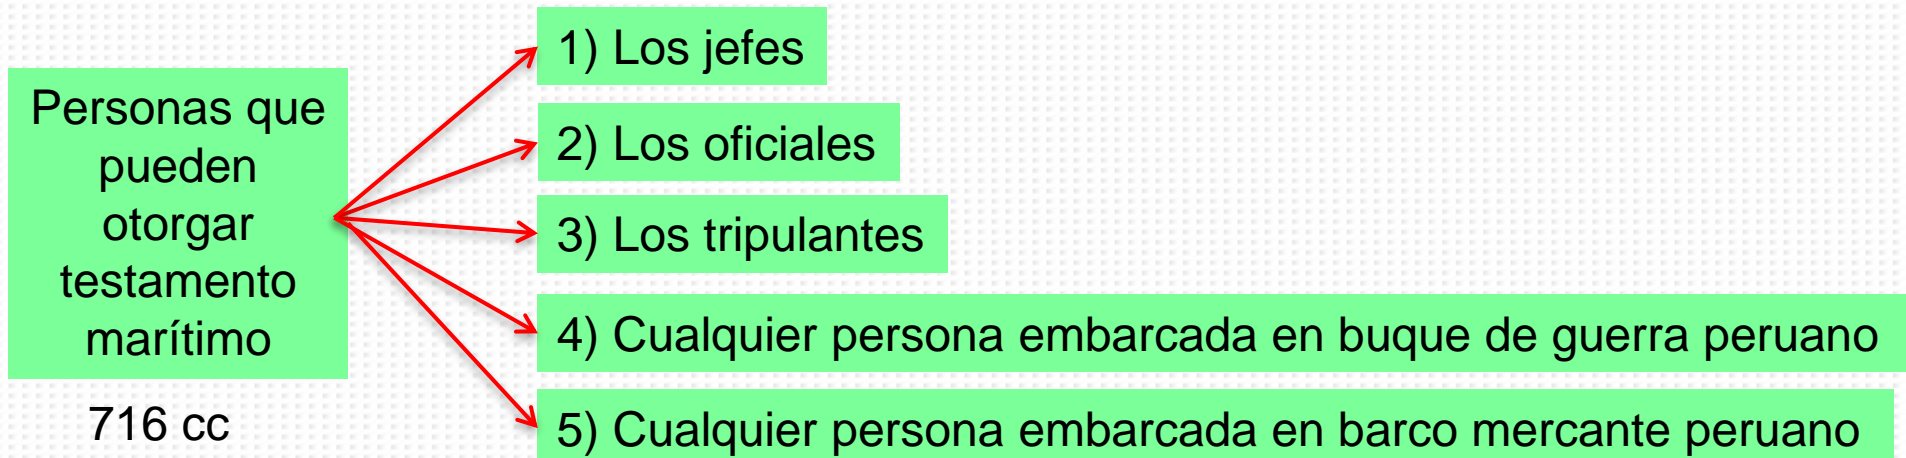 Personas que
pueden
otorgar
testamento
marítimo
716 cc
1) Los jefes
2) Los oficiales
3) Los tripulantes
4) Cualquier persona embarcada en buque de guerra peruano
5) Cualquier persona embarcada en barco mercante peruano